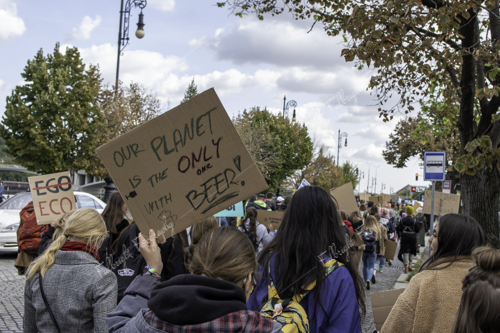 OUR PLANET
IS THE ONLY
ONE
WITH BEER!
EGO
ECO